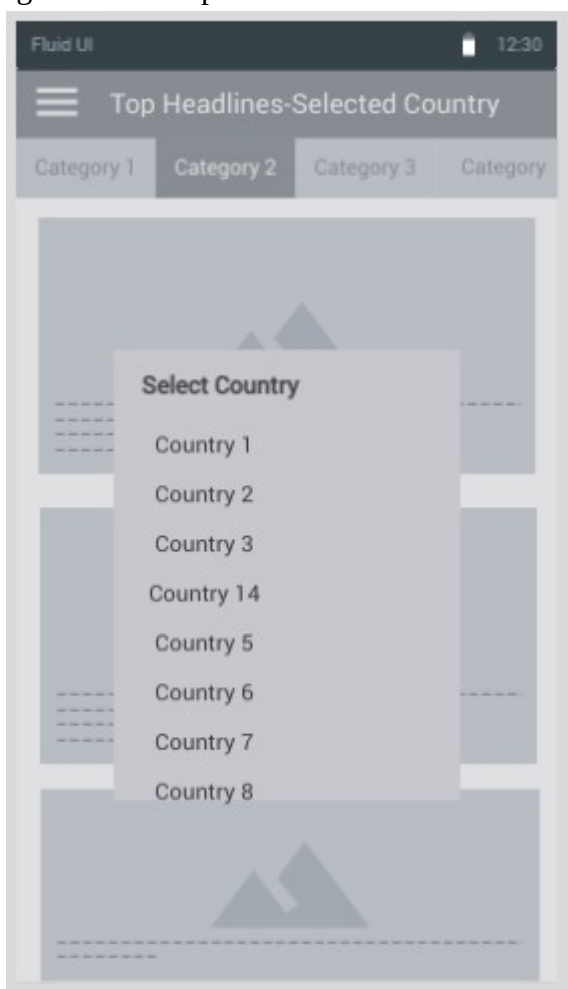 Fluid UI 12:30
Top Headlines-Selected Country
Category 1 Category 2 Category 3 Category
Select Country
Country 1
Country 2
Country 3
Country 14
Country 5
Country 6
Country 7
Country 8